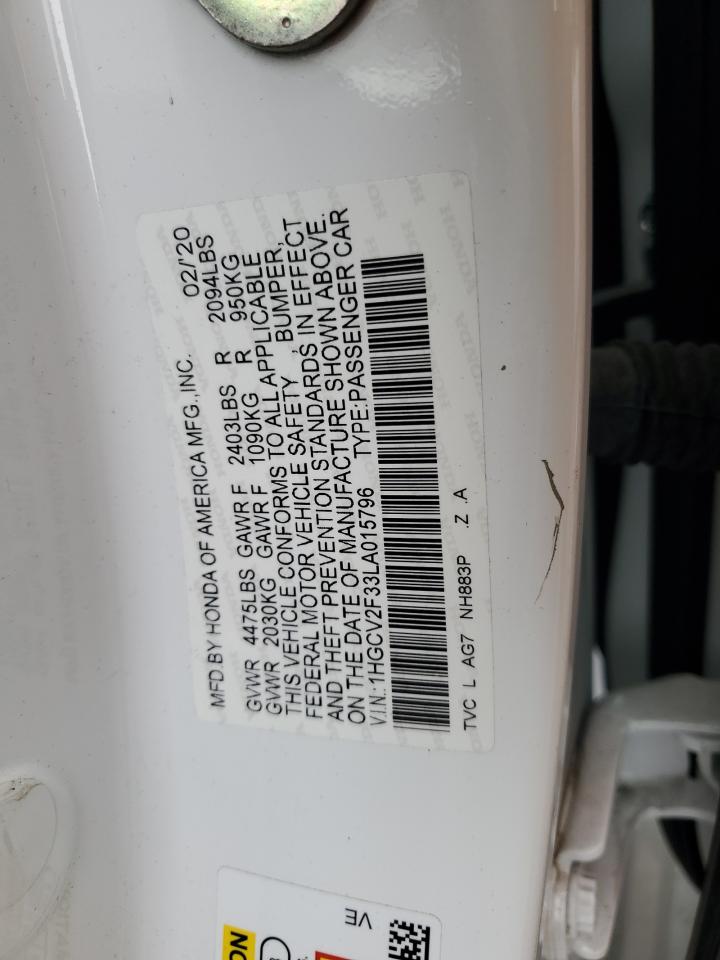 MFD BY HONDA OF AMERICA MFG., INC. 02/'20
GVWR 4475LBS GAWR F 2403LBS R 2094LBS
GVWR 2030KG GAWR F 1090KG R 950KG
THIS VEHICLE CONFORMS TO ALL APPLICABLE
FEDERAL MOTOR VEHICLE SAFETY , BUMPER,
AND THEFT PREVENTION STANDARDS IN EFFECT
ON THE DATE OF MANUFACTURE SHOWN ABOVE.
V.I.N.:1HGCV2F33LA015796 TYPE:PASSENGER CAR
TVC L AG7 NH883P .Z .A
VE